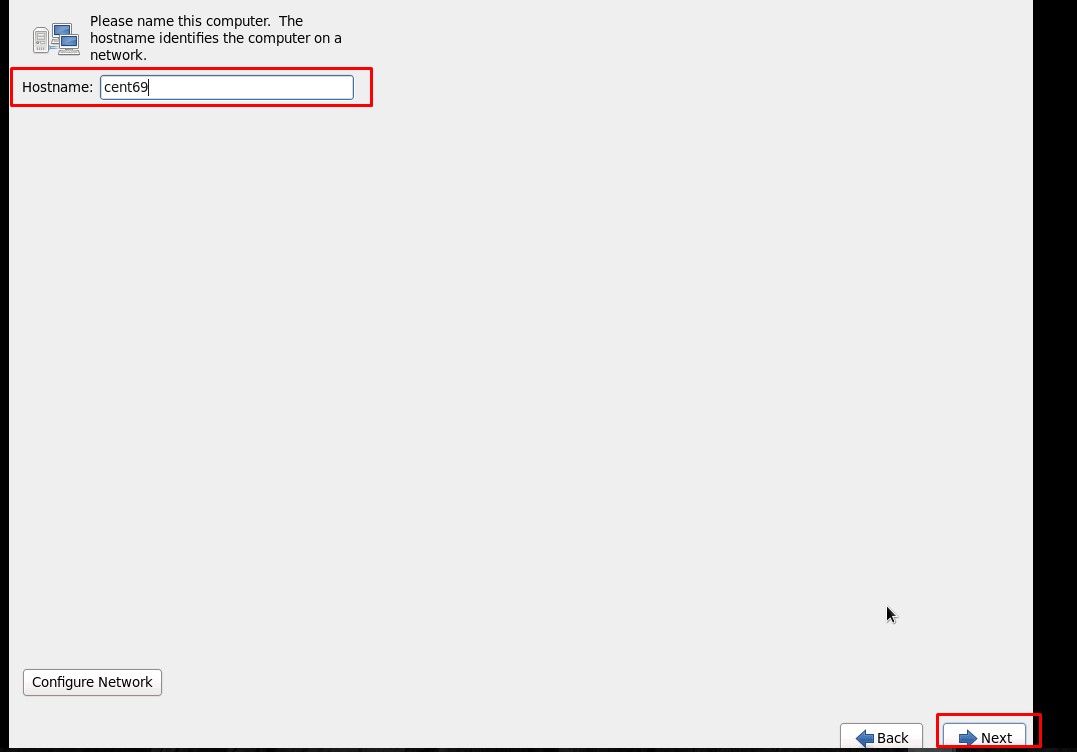 Please name this computer.  The
hostname identifies the computer on a
network.
Hostname: cent69
Configure Network
Back
Next